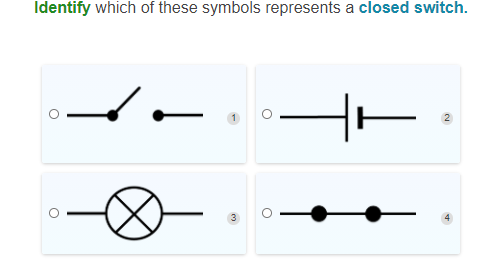 Identify which of these symbols represents a closed switch.
1
2
3
4